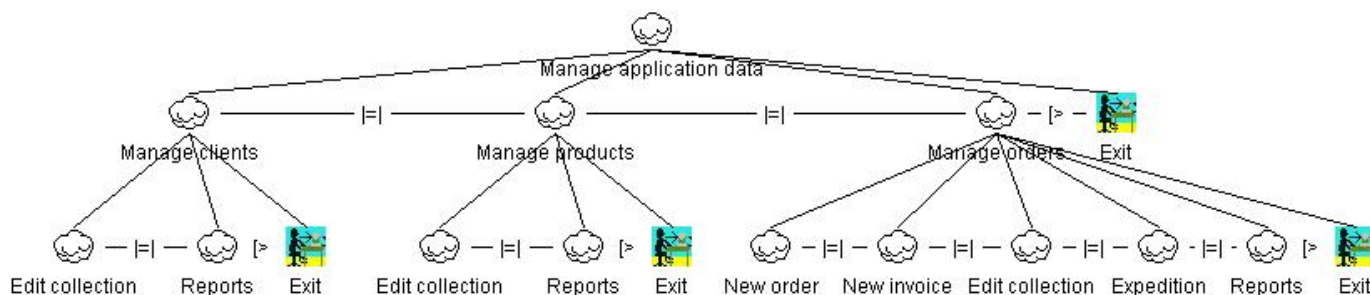 Manage application data
|=| |=| [>
Manage clients Manage products Manage orders Exit
|=| [> |=| [> |=| |=| |=| |=| [>
Edit collection Reports Exit Edit collection Reports Exit New order New invoice Edit collection Expedition Reports Exit